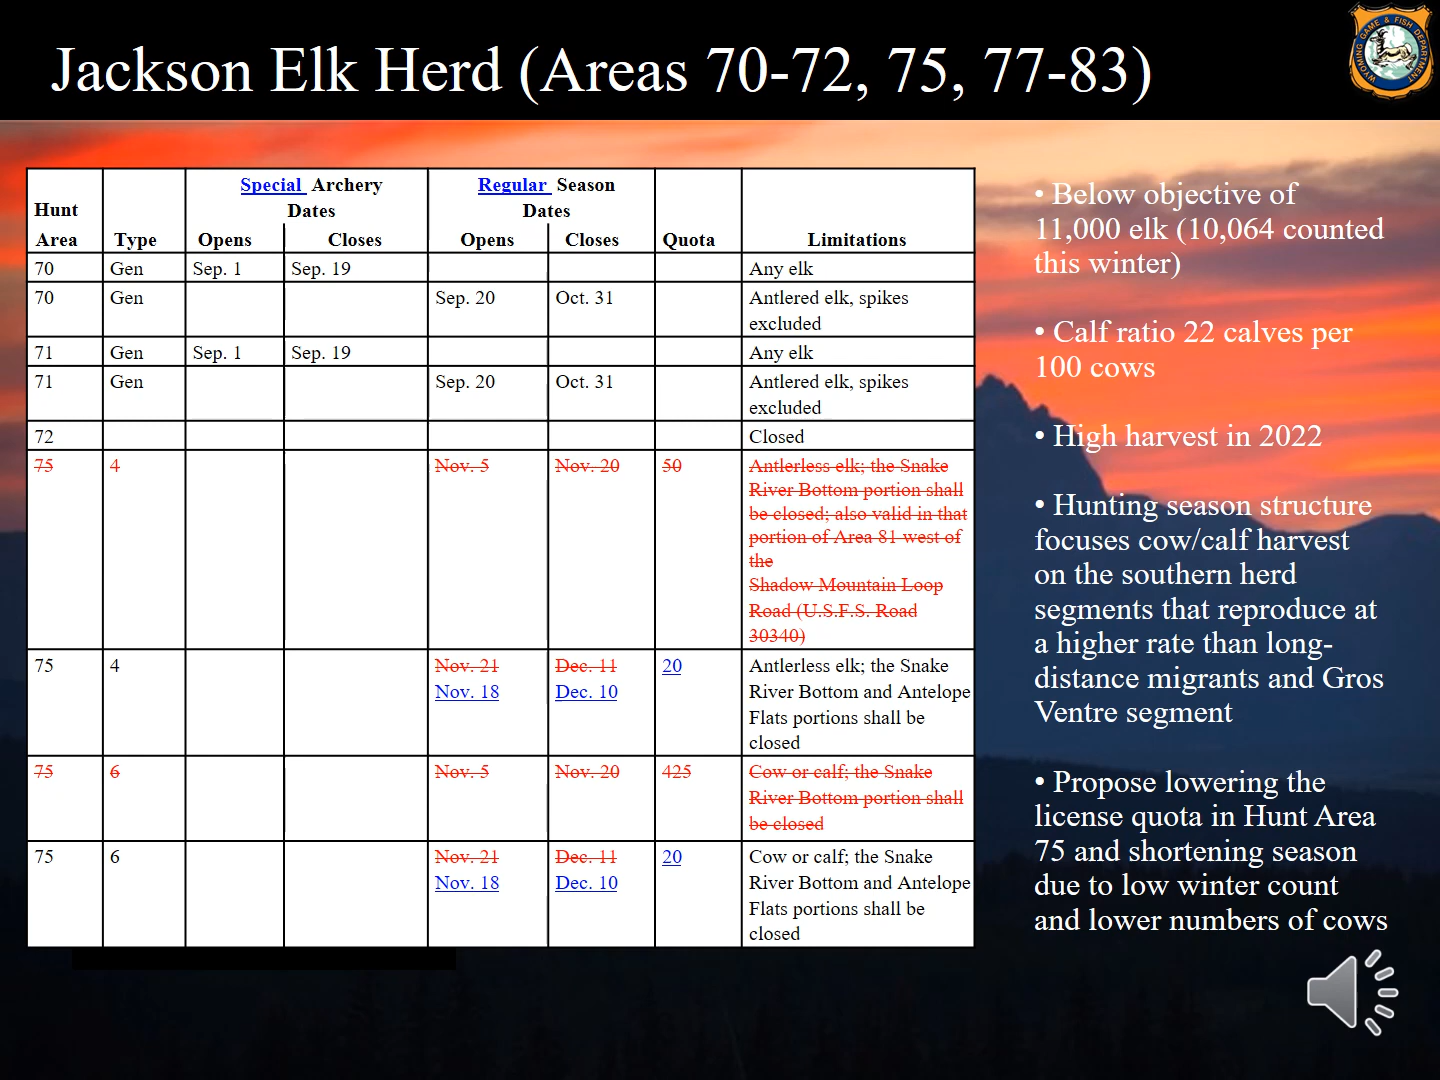 Jackson Elk Herd (Areas 70-72, 75, 77-83)
WYOMING GAME & FISH DEPARTMENT
Special Archery Dates
Regular Season Dates
Hunt Area Type Opens Closes Opens Closes Quota Limitations
70 Gen Sep. 1 Sep. 19 Any elk
70 Gen Sep. 20 Oct. 31 Antlered elk, spikes
excluded
71 Gen Sep. 1 Sep. 19 Any elk
71 Gen Sep. 20 Oct. 31 Antlered elk, spikes
excluded
72 Closed
75 4 Nov. 5 Nov. 20 50 Antlerless elk; the Snake
River Bottom portion shall
be closed; also valid in that
portion of Area 81 west of
the
Shadow Mountain Loop
Road (U.S.F.S. Road
30340)
75 4 Nov. 21 Dec. 11 20 Antlerless elk; the Snake
Nov. 18 Dec. 10 River Bottom and Antelope
Flats portions shall be
closed
75 6 Nov. 5 Nov. 20 425 Cow or calf; the Snake
River Bottom portion shall
be closed
75 6 Nov. 21 Dec. 11 20 Cow or calf; the Snake
Nov. 18 Dec. 10 River Bottom and Antelope
Flats portions shall be
closed
• Below objective of
11,000 elk (10,064 counted
this winter)
• Calf ratio 22 calves per
100 cows
• High harvest in 2022
• Hunting season structure
focuses cow/calf harvest
on the southern herd
segments that reproduce at
a higher rate than long-
distance migrants and Gros
Ventre segment
• Propose lowering the
license quota in Hunt Area
75 and shortening season
due to low winter count
and lower numbers of cows